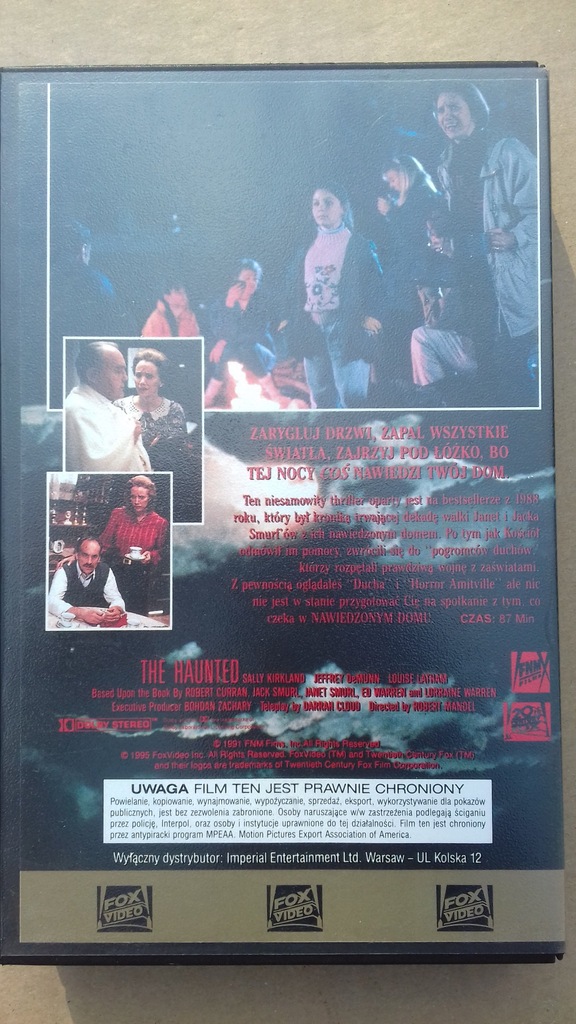 ZARYGLUJ DRZWI, ZAPAL WSZYSTKIE
ŚWIATŁA, ZAJRZYJ POD ŁÓŻKO, BO
TEJ NOCY COŚ NAWIEDZI TWÓJ DOM.
Ten niesamowity thriller oparty jest na bestsellerze z 1988
roku, który był kroniką trwającej dekadę walki Janet i Jacka
Smurl'ów z ich nawiedzonym domem. Po tym jak Kościół
odmówił im pomocy, zwrócili się do "pogromców duchów,"
którzy rozpętali prawdziwą wojnę z zaświatami.
Z pewnością oglądałeś "Ducha" i "Horror Amityville" ale nic
nie jest w stanie przygotować Cię na spotkanie z tym, co
czeka w NAWIEDZONYM DOMU. CZAS: 87 Min
THE HAUNTED SALLY KIRKLAND JEFFREY DeMUNN LOUISE LATHAM
Based Upon the Book By ROBERT CURRAN, JACK SMURL, JANET SMURL, ED WARREN and LORRAINE WARREN
Executive Producer BOHDAN ZACHARY Teleplay by DARRAH CLOUD Directed by ROBERT MANDEL
FNM FILMS
DOLBY STEREO
© 1991 FNM Films, Inc. All Rights Reserved.
© 1995 FoxVideo Inc. All Rights Reserved. FoxVideo (TM) and Twentieth Century Fox (TM)
and their logos are trademarks of Twentieth Century Fox Film Corporation.
UWAGA FILM TEN JEST PRAWNIE CHRONIONY
Powielanie, kopiowanie, wynajmowanie, wypożyczanie, sprzedaż, eksport, wykorzystywanie dla pokazów
publicznych, jest bez zezwolenia zabronione. Osoby naruszające w/w zastrzeżenia podlegają ściganiu
przez policję, Interpol, oraz osoby i instytucje uprawnione do tej działalności. Film ten jest chroniony
przez antypiracki program MPEAA. Motion Pictures Export Association of America.
Wyłączny dystrybutor: Imperial Entertainment Ltd. Warsaw – UL Kolska 12
FOX VIDEO FOX VIDEO FOX VIDEO